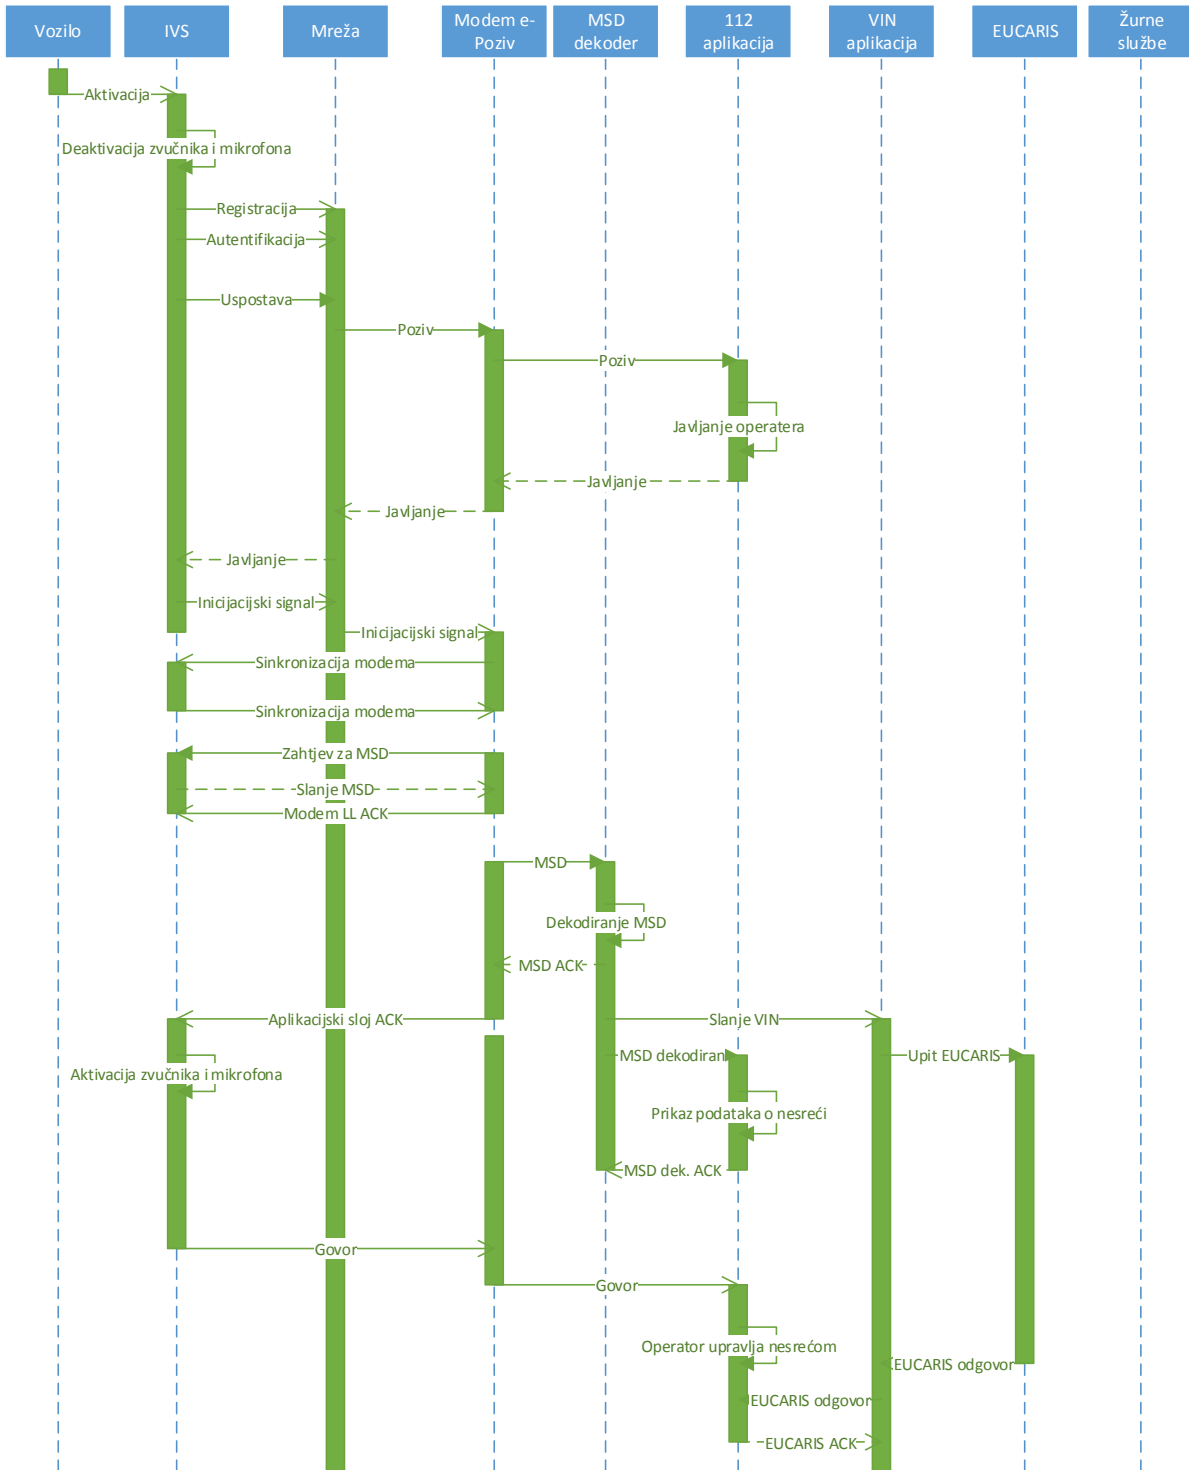 Vozilo
IVS
Mreža
Modem e-
Poziv
MSD
dekoder
112
aplikacija
VIN
aplikacija
EUCARIS
Žurne
službe
Aktivacija
Deaktivacija zvučnika i mikrofona
Registracija
Autentifikacija
Uspostava
Poziv
Poziv
Javljanje operatera
Javljanje
Javljanje
Javljanje
Inicijacijski signal
Inicijacijski signal
Sinkronizacija modema
Sinkronizacija modema
Zahtjev za MSD
Slanje MSD
Modem LL ACK
MSD
Dekodiranje MSD
MSD ACK
Aplikacijski sloj ACK
Slanje VIN
MSD dekodiran
Upit EUCARIS
Aktivacija zvučnika i mikrofona
Prikaz podataka o nesreći
MSD dek. ACK
Govor
Govor
Operator upravlja nesrećom
EUCARIS odgovor
EUCARIS odgovor
EUCARIS ACK